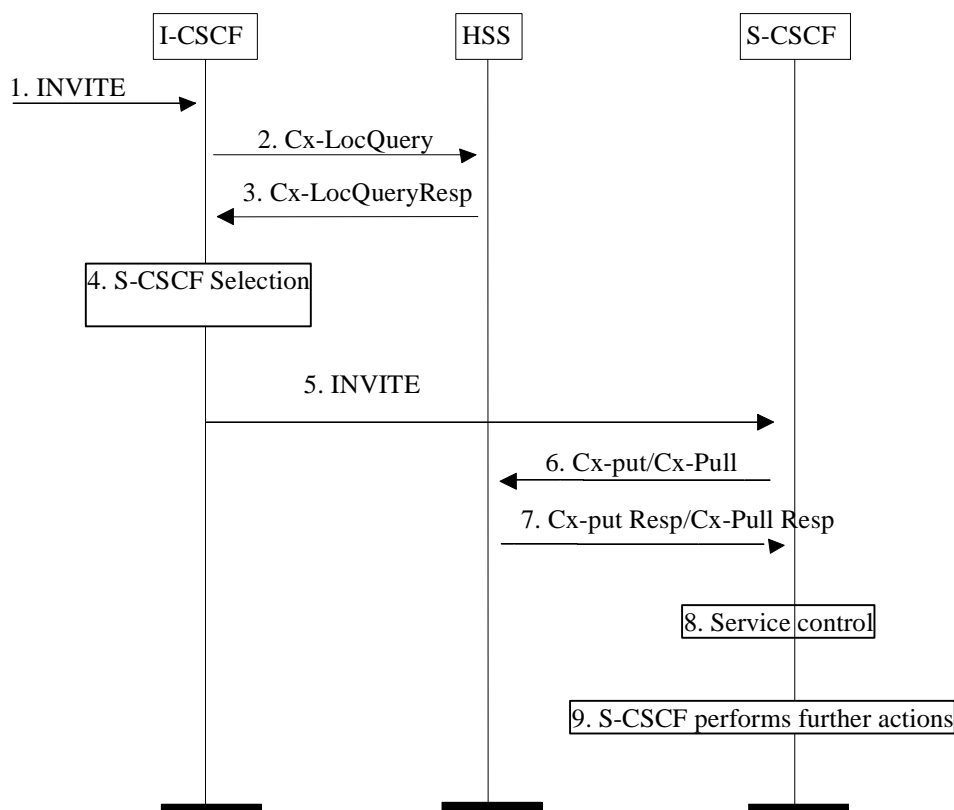 I-CSCF
HSS
S-CSCF
1. INVITE
2. Cx-LocQuery
3. Cx-LocQueryResp
4. S-CSCF Selection
5. INVITE
6. Cx-put/Cx-Pull
7. Cx-put Resp/Cx-Pull Resp
8. Service control
9. S-CSCF performs further actions